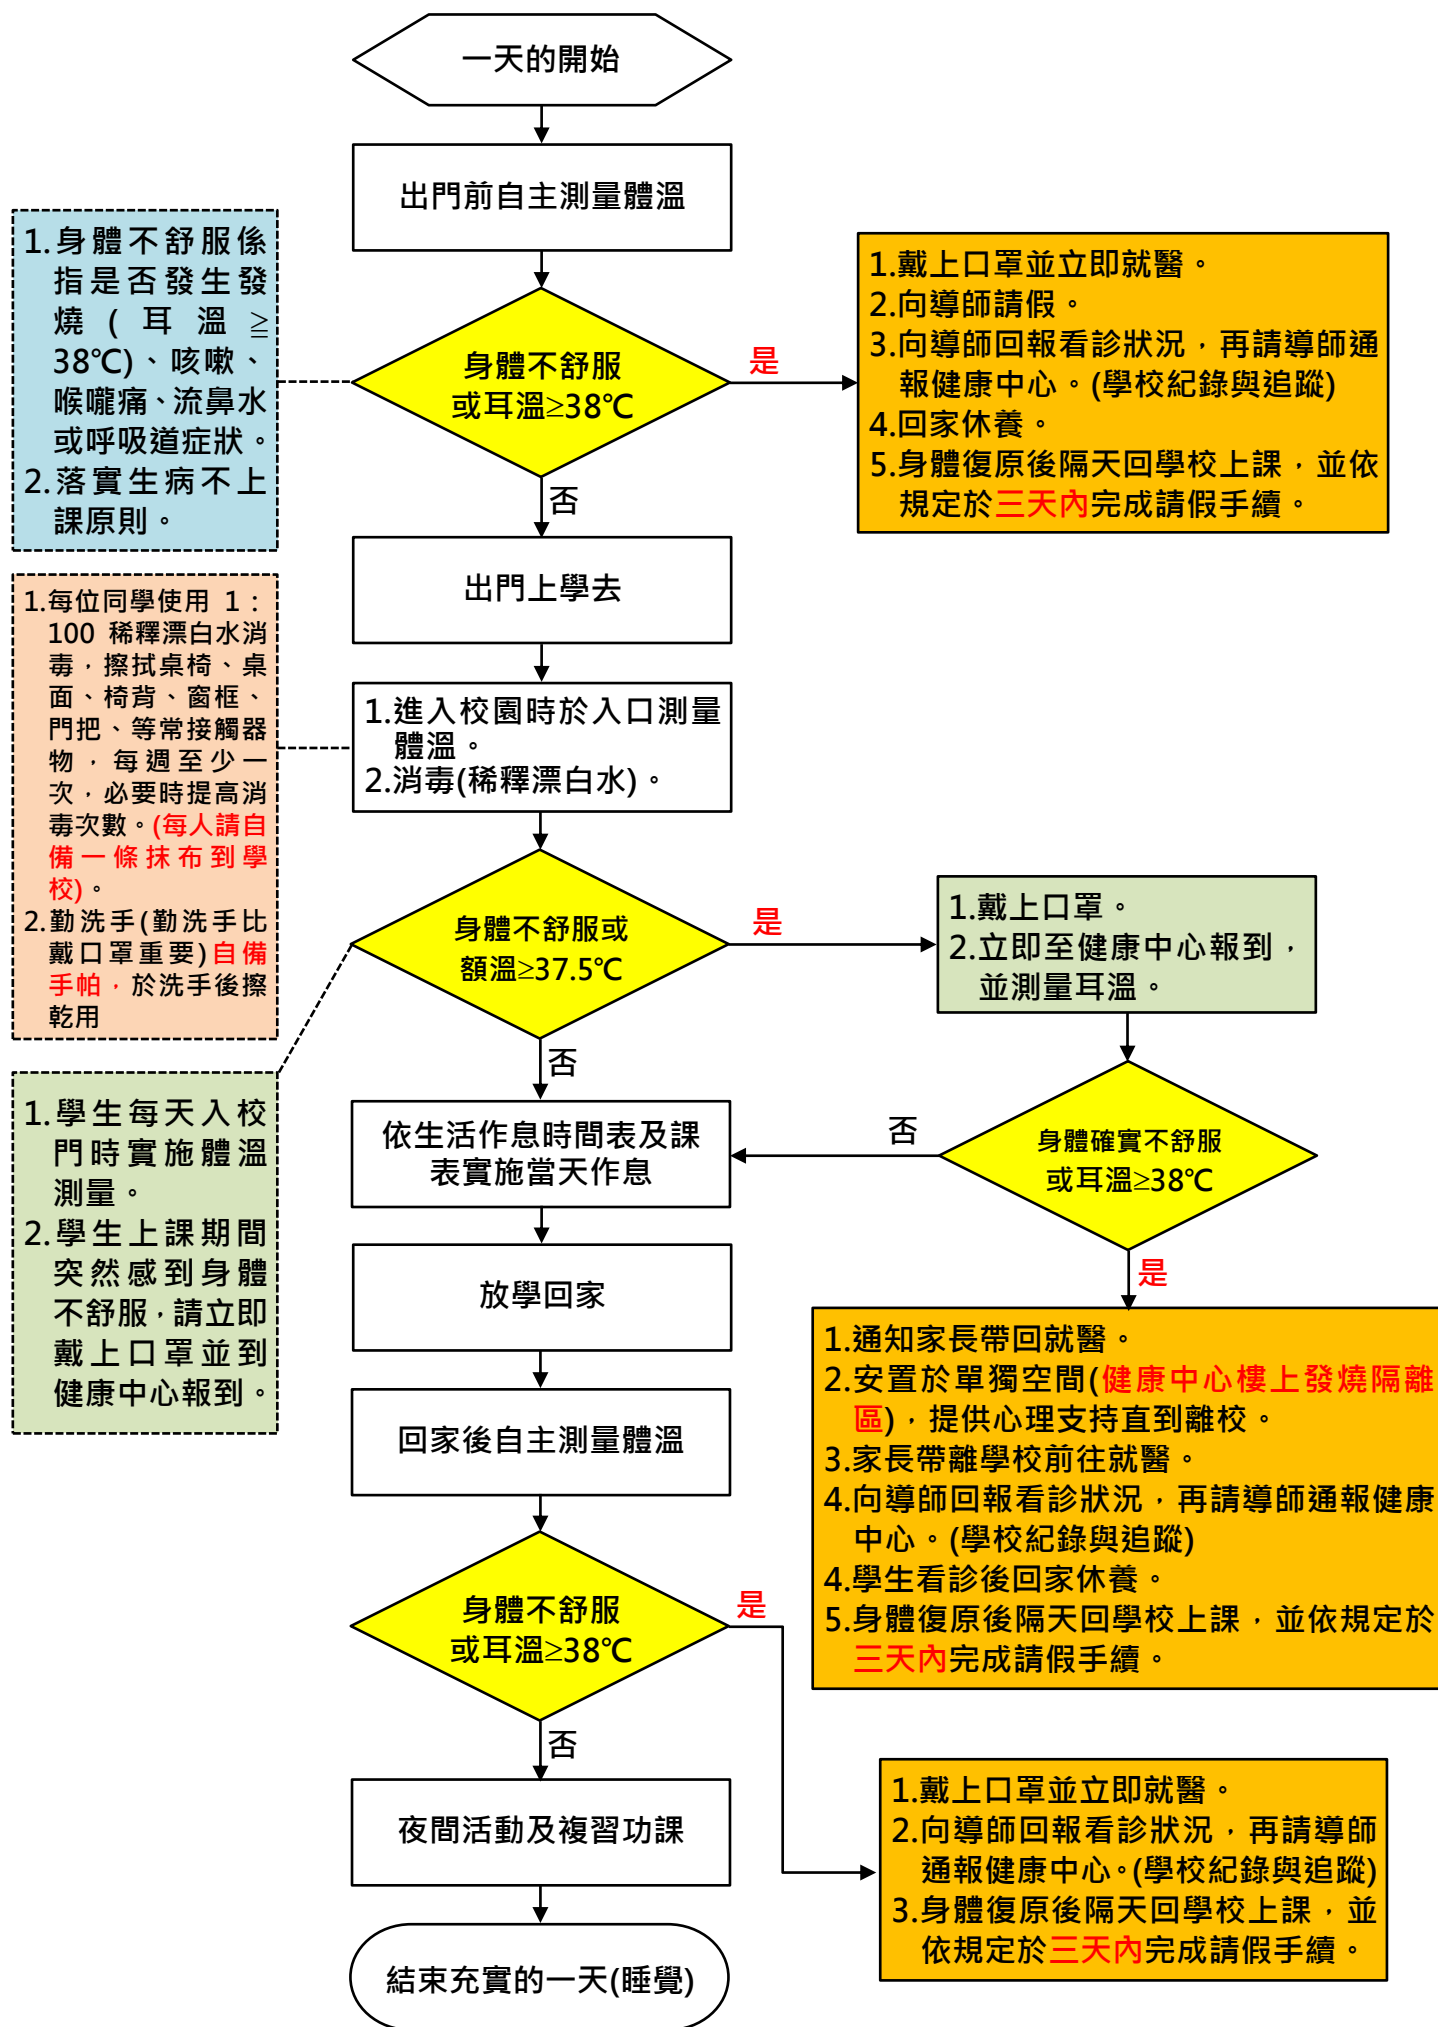 一天的開始
出門前自主測量體溫
1.身體不舒服係
指是否發生發
燒(耳溫≧
38℃)、咳嗽、
喉嚨痛、流鼻水
或呼吸道症狀。
2.落實生病不上
課原則。
身體不舒服
或耳溫≥38℃
是
1.戴上口罩並立即就醫。
2.向導師請假。
3.向導師回報看診狀況，再請導師通
報健康中心。(學校紀錄與追蹤)
4.回家休養。
5.身體復原後隔天回學校上課，並依
規定於三天內完成請假手續。
否
出門上學去
1.每位同學使用 1：
100 稀釋漂白水消
毒，擦拭桌椅、桌
面、椅背、窗框、
門把、等常接觸器
物，每週至少一
次，必要時提高消
毒次數。(每人請自
備一條抹布到學
校)。
2.勤洗手(勤洗手比
戴口罩重要)自備
手帕，於洗手後擦
乾用
1.進入校園時於入口測量
體溫。
2.消毒(稀釋漂白水)。
身體不舒服或
額溫≥37.5℃
是
1.戴上口罩。
2.立即至健康中心報到，
並測量耳溫。
否
1.學生每天入校
門時實施體溫
測量。
2.學生上課期間
突然感到身體
不舒服，請立即
戴上口罩並到
健康中心報到。
依生活作息時間表及課
表實施當天作息
否
身體確實不舒服
或耳溫≥38℃
是
放學回家
1.通知家長帶回就醫。
2.安置於單獨空間(健康中心樓上發燒隔離
區)，提供心理支持直到離校。
3.家長帶離學校前往就醫。
4.向導師回報看診狀況，再請導師通報健康
中心。(學校紀錄與追蹤)
4.學生看診後回家休養。
5.身體復原後隔天回學校上課，並依規定於
三天內完成請假手續。
回家後自主測量體溫
身體不舒服
或耳溫≥38℃
是
否
夜間活動及複習功課
1.戴上口罩並立即就醫。
2.向導師回報看診狀況，再請導師
通報健康中心。(學校紀錄與追蹤)
3.身體復原後隔天回學校上課，並
依規定於三天內完成請假手續。
結束充實的一天(睡覺)